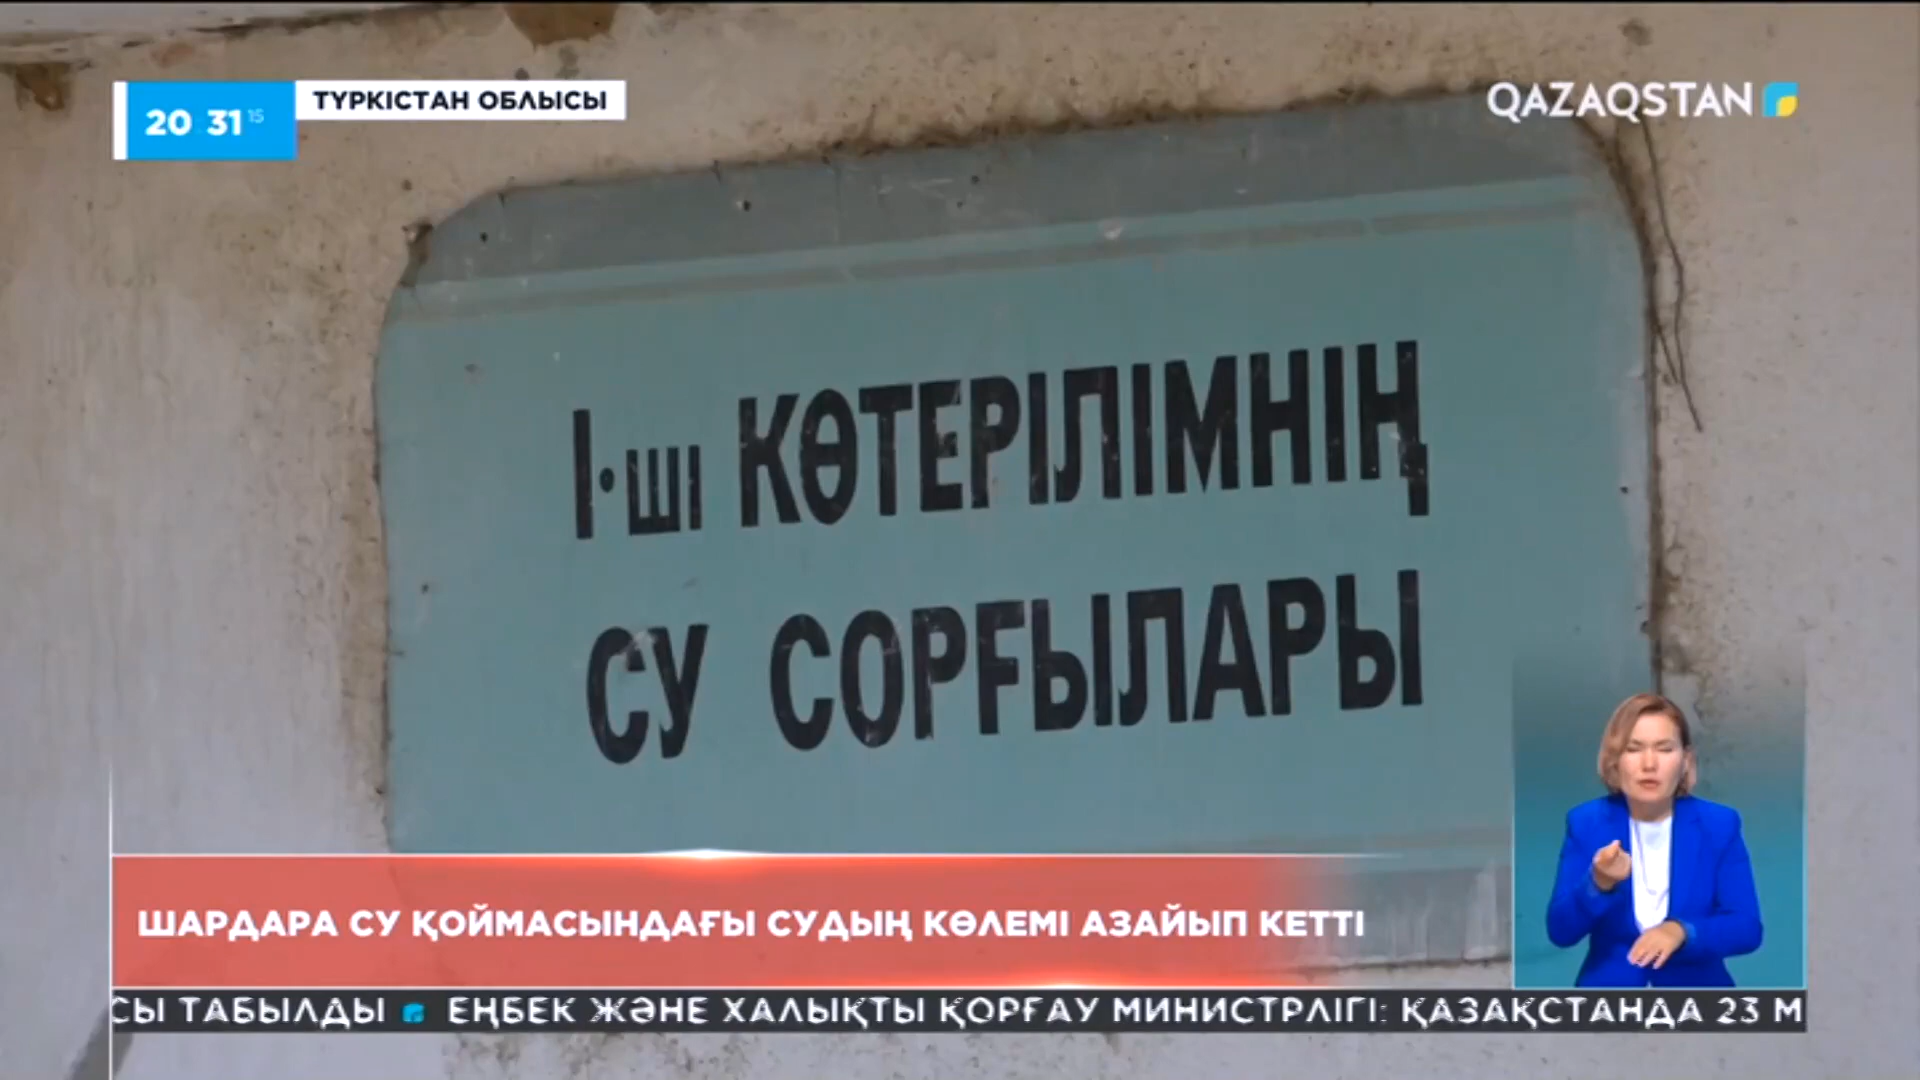 20 31 15
ТҮРКІСТАН ОБЛЫСЫ
QAZAQSTAN
І-ші КӨТЕРІЛІМНІҢ
СУ СОРҒЫЛАРЫ
ШАРДАРА СУ ҚОЙМАСЫНДАҒЫ СУДЫҢ КӨЛЕМІ АЗАЙЫП КЕТТІ
СЫ ТАБЫЛДЫ ЕҢБЕК ЖӘНЕ ХАЛЫҚТЫ ҚОРҒАУ МИНИСТРЛІГІ: ҚАЗАҚСТАНДА 23 М